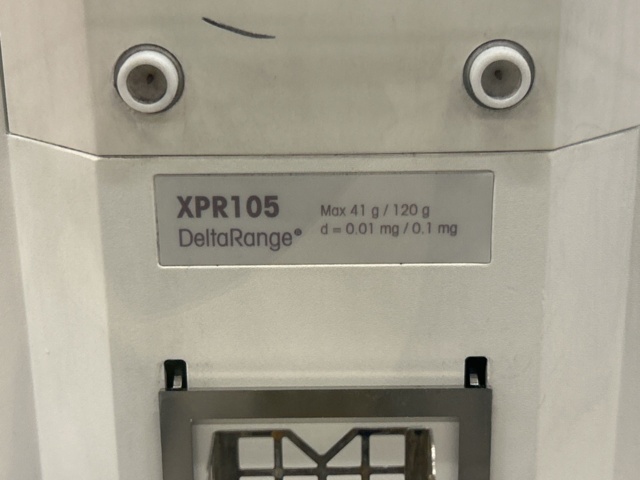 XPR105
DeltaRange®
Max 41 g / 120 g
d = 0.01 mg / 0.1 mg